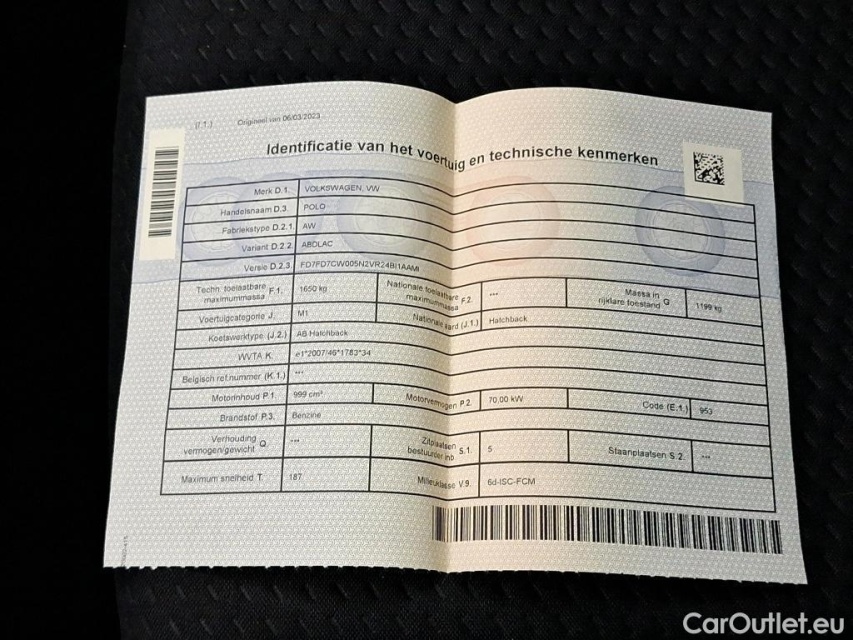 (I.1.) Origineel van 06/03/2023
Identificatie van het voertuig en technische kenmerken
Merk D.1. VOLKSWAGEN, VW
Handelsnaam D.3. POLO
Fabriekstype D.2.1. AW
Variant D.2.2. ABDLAC
Versie D.2.3. FD7FD7CW005N2VR24BI1AAMI
Techn. toelaatbare maximummassa F.1. 1650 kg Nationale toelaatbare maximummassa F.2. --- Massa in rijklare toestand G 1199 kg
Voertuigcategorie J. M1 Nationale aard (J.1.) Hatchback
Koetswerktype (J.2.) AB Hatchback
WVTA K. e1*2007/46*1783*34
Belgisch ref.nummer (K.1.) ---
Motorinhoud P.1. 999 cm³ Motorvermogen P.2. 70,00 kW Code (E.1.) 953
Brandstof P.3. Benzine
Verhouding vermogen/gewicht Q --- Zitplaatsen bestuurder inb S.1. 5 Staanplaatsen S.2. ---
Maximum snelheid T. 187 Milieuklasse V.9. 6d-ISC-FCM
CarOutlet.eu